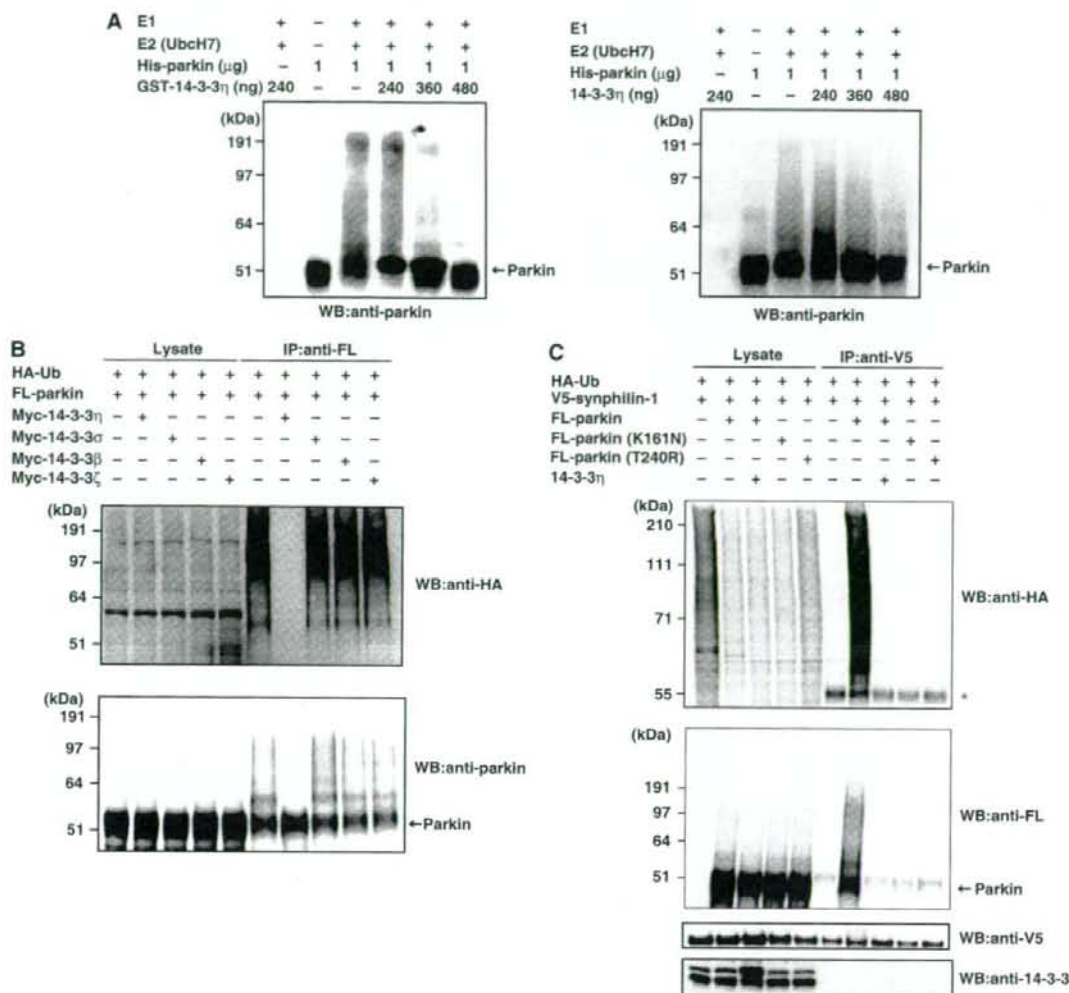 A
E1 + – + + + +
E2 (UbcH7) + – + + + +
His-parkin (μg) – 1 1 1 1 1
GST-14-3-3η (ng) 240 – – 240 360 480
(kDa)
191
97
64
51
←Parkin
WB:anti-parkin
E1 + – + + + +
E2 (UbcH7) + – + + + +
His-parkin (μg) – 1 1 1 1 1
14-3-3η (ng) 240 – – 240 360 480
(kDa)
191
97
64
51
←Parkin
WB:anti-parkin
B
Lysate IP:anti-FL
HA-Ub + + + + + + + + + +
FL-parkin + + + + + + + + + +
Myc-14-3-3η – + – – – – + – – –
Myc-14-3-3σ – – + – – – – + – –
Myc-14-3-3β – – – + – – – – + –
Myc-14-3-3ζ – – – – + – – – – +
(kDa)
191
97
64
51
WB:anti-HA
(kDa)
191
97
64
51
WB:anti-parkin
←Parkin
C
Lysate IP:anti-V5
HA-Ub + + + + + + + + + +
V5-synphilin-1 + + + + + + + + + +
FL-parkin – + + – – – + + – –
FL-parkin (K161N) – – – + – – – – + –
FL-parkin (T240R) – – – – + – – – – +
14-3-3η – – + – – – – + – –
(kDa)
210
111
71
55
WB:anti-HA
*
(kDa)
191
97
64
51
WB:anti-FL
←Parkin
WB:anti-V5
WB:anti-14-3-3